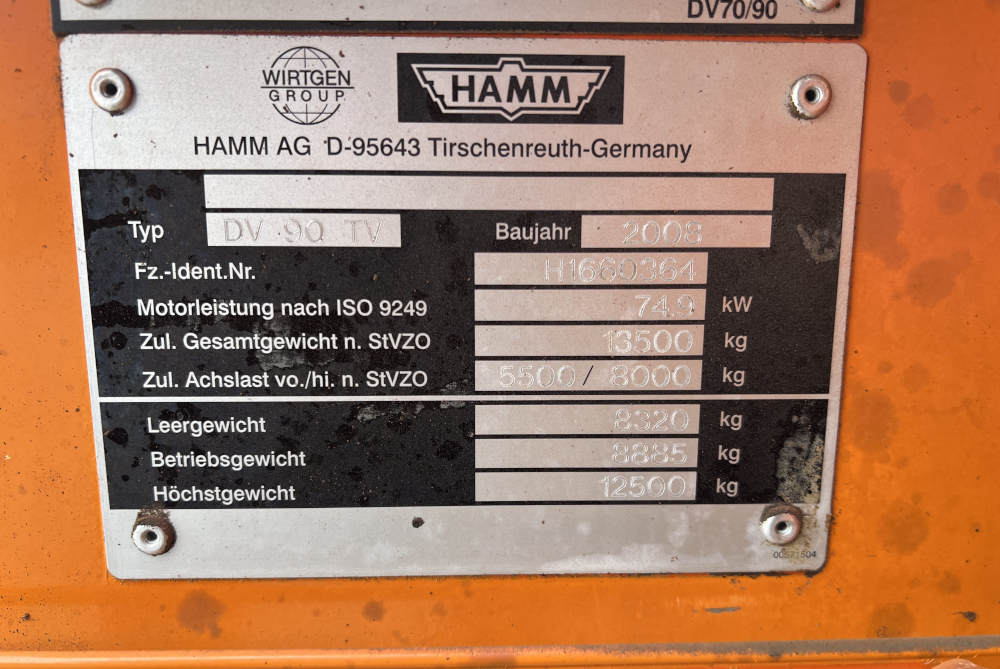 DV70/90
WIRTGEN
GROUP
HAMM
HAMM AG D-95643 Tirschenreuth-Germany
Typ DV 90 TV Baujahr 2008
Fz.-Ident.Nr. H1660364
Motorleistung nach ISO 9249 74.9 kW
Zul. Gesamtgewicht n. StVZO 13500 kg
Zul. Achslast vo./hi. n. StVZO 5500 / 8000 kg
Leergewicht 8320 kg
Betriebsgewicht 8885 kg
Höchstgewicht 12500 kg